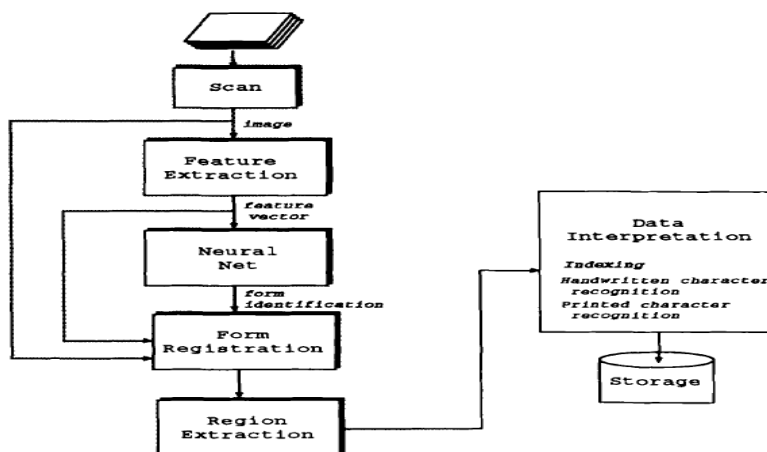 Scan
image
Feature
Extraction
feature
vector
Neural
Net
form
identification
Form
Registration
Region
Extraction
Data
Interpretation
Indexing
Handwritten character
recognition
Printed character
recognition
Storage